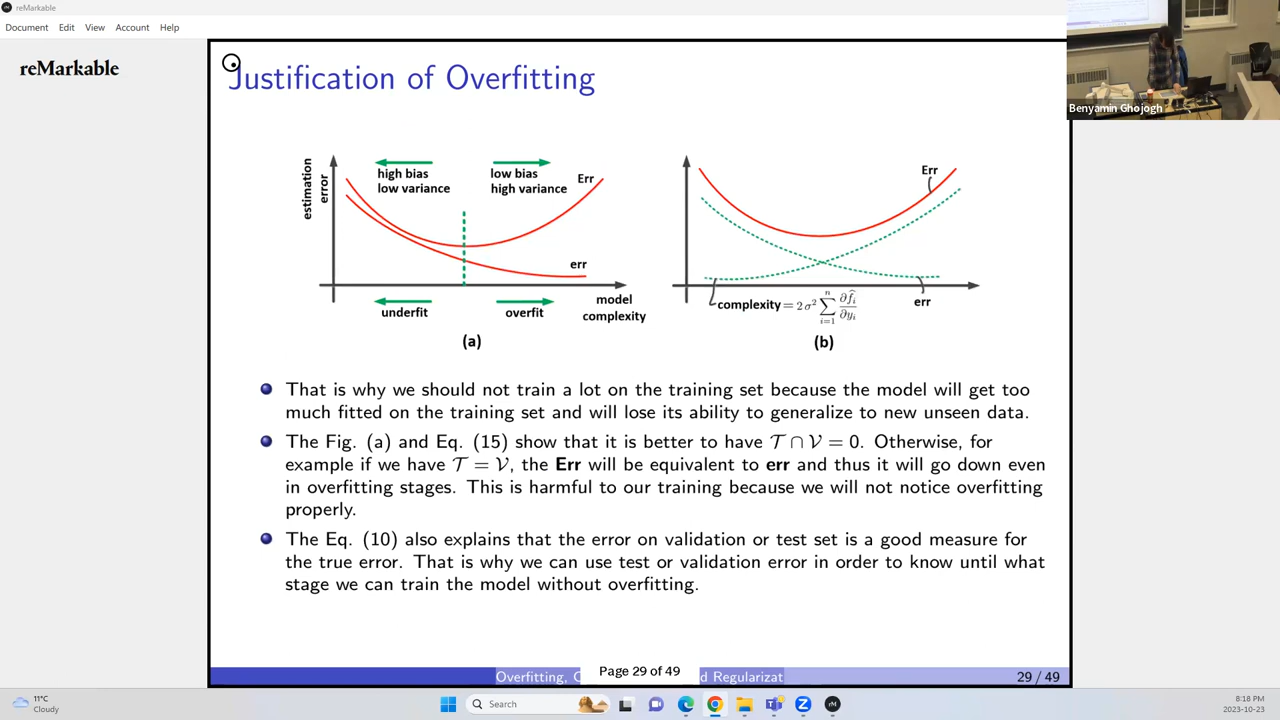 reMarkable
Document Edit View Account Help
reMarkable
Benyamin Ghojogh
Justification of Overfitting
estimation
error
high bias
low variance
low bias
high variance
Err
err
underfit
overfit
model
complexity
(a)
Err
complexity = 2 σ² ∑ᵢ₌₁ⁿ ∂f̂ᵢ/∂yᵢ
err
(b)
That is why we should not train a lot on the training set because the model will get too
much fitted on the training set and will lose its ability to generalize to new unseen data.
The Fig. (a) and Eq. (15) show that it is better to have 𝒯 ∩ 𝒱 = 0. Otherwise, for
example if we have 𝒯 = 𝒱, the Err will be equivalent to err and thus it will go down even
in overfitting stages. This is harmful to our training because we will not notice overfitting
properly.
The Eq. (10) also explains that the error on validation or test set is a good measure for
the true error. That is why we can use test or validation error in order to know until what
stage we can train the model without overfitting.
Overfitting, C
Page 29 of 49
d Regularizat
29 / 49
11°C
Cloudy
Search
8:18 PM
2023-10-23